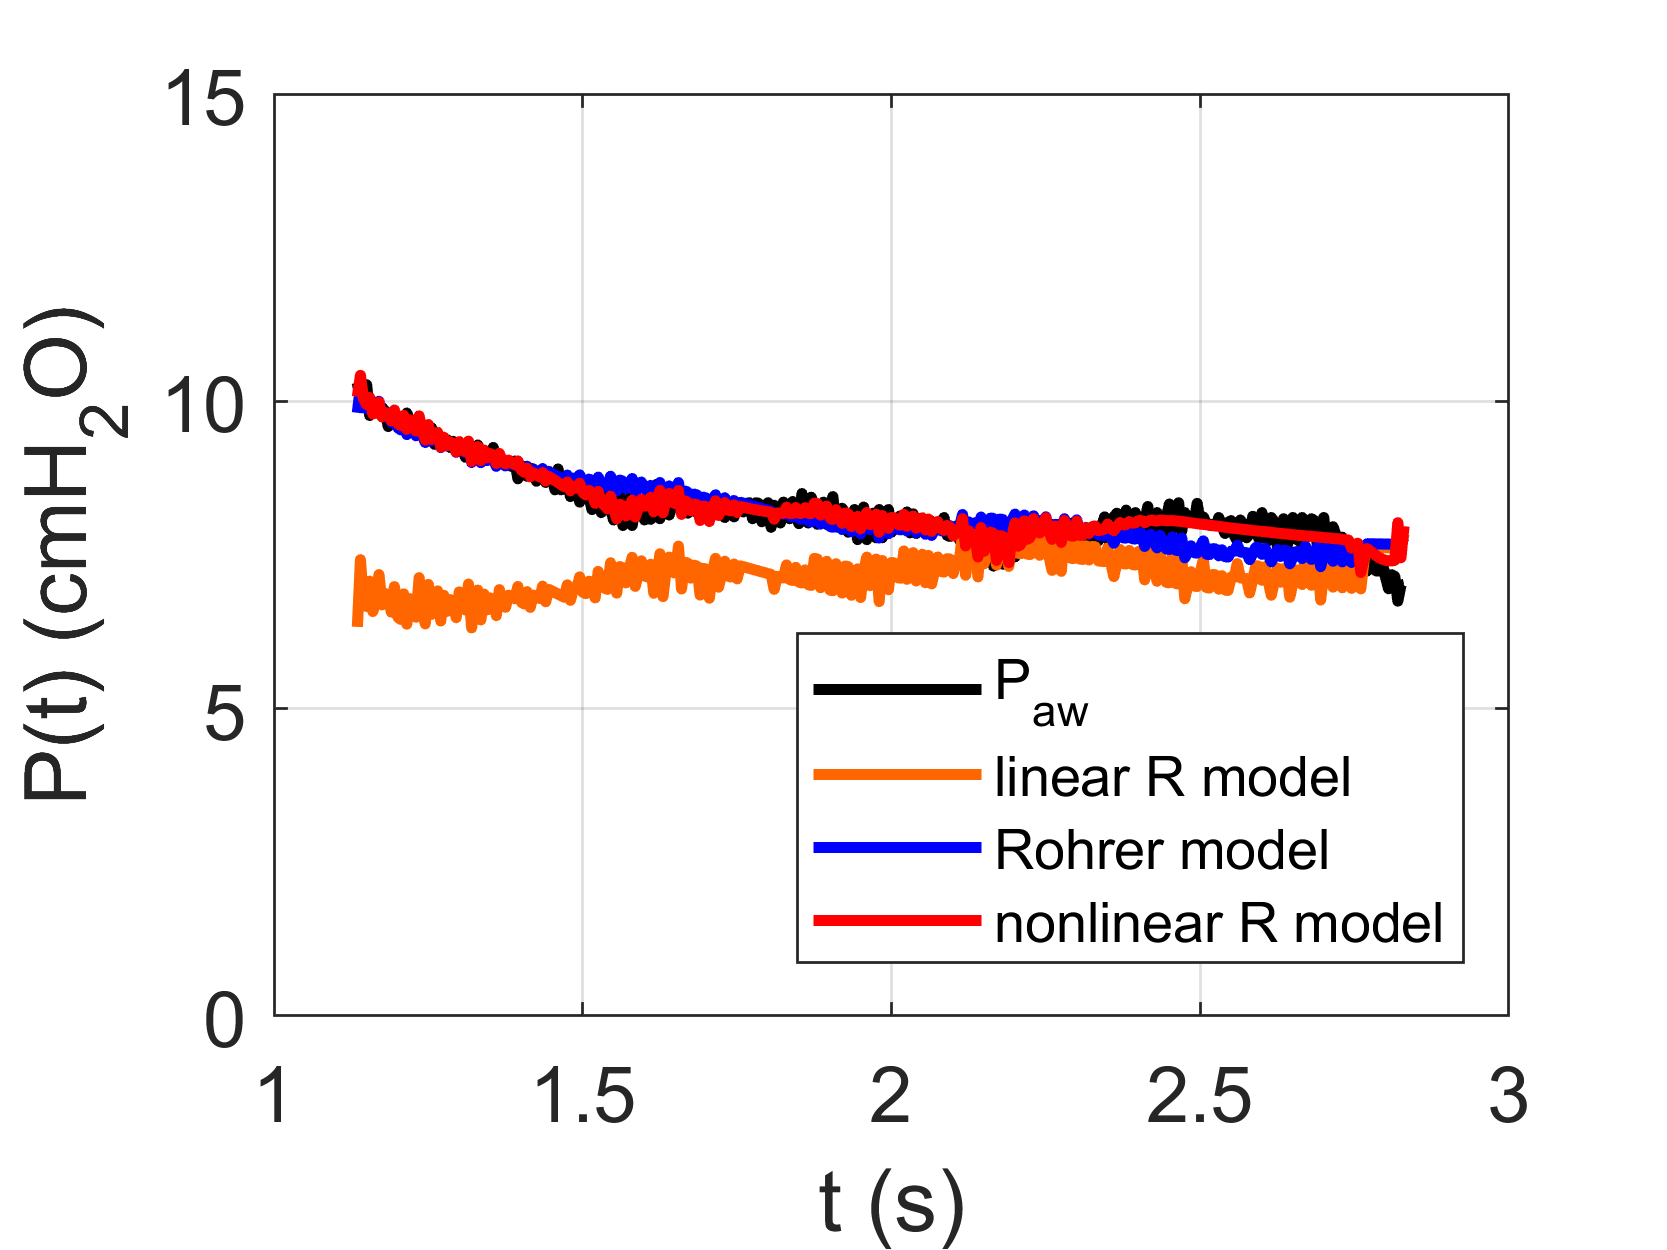 15
10
5
0
P(t) (cmH2O)
1 1.5 2 2.5 3
t (s)
Paw
linear R model
Rohrer model
nonlinear R model